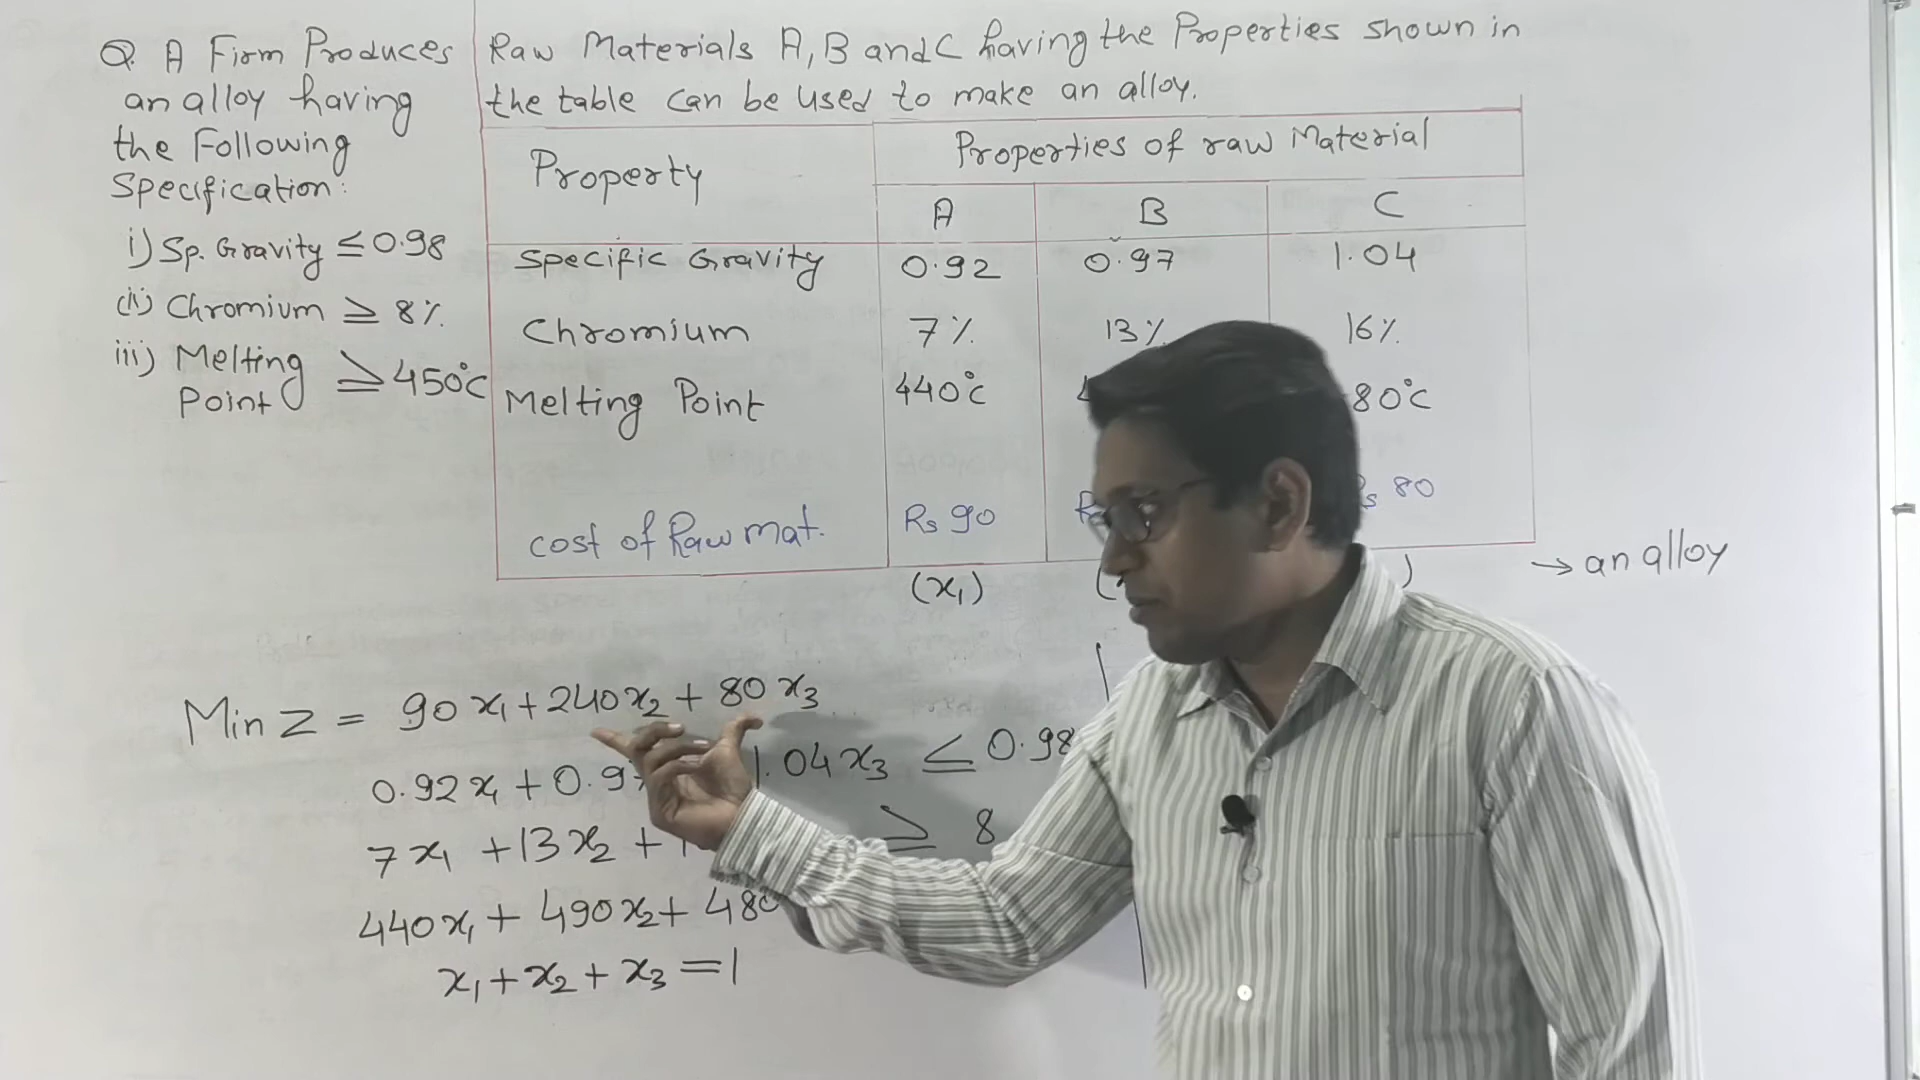 Q. A Firm Produces
an alloy having
the Following
Specification:
i) Sp. Gravity ≤ 0.98
(ii) Chromium ≥ 8%.
iii) Melting
Point ≥ 450°C
Raw Materials A, B and C having the Properties shown in
the table can be used to make an alloy.
Property
Properties of raw Material
A B C
Specific Gravity 0.92 0.97 1.04
Chromium 7% 13% 16%
Melting Point 440°C 80°C
Cost of Raw mat. Rs 90 80
(x₁)
→ an alloy
Min Z = 90x₁ + 240x₂ + 80x₃
0.92x₁ + 0.97 1.04x₃ ≤ 0.98
7x₁ + 13x₂ + ≥ 8
440x₁ + 490x₂ + 480
x₁ + x₂ + x₃ = 1